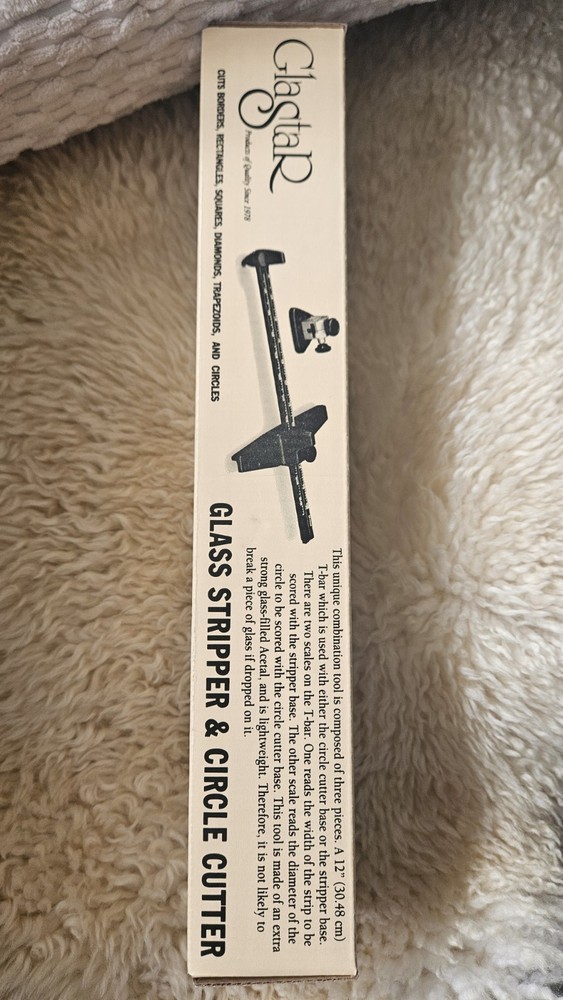 GlastaR
Products of Quality Since 1978
CUTS BORDERS, RECTANGLES, SQUARES, DIAMONDS, TRAPEZOIDS, AND CIRCLES
This unique combination tool is composed of three pieces. A 12" (30.48 cm)
T-bar which is used with either the circle cutter base or the stripper base.
There are two scales on the T-bar. One reads the width of the strip to be
scored with the stripper base. The other scale reads the diameter of the
circle to be scored with the circle cutter base. This tool is made of an extra
strong glass-filled Acetal, and is lightweight. Therefore, it is not likely to
break a piece of glass if dropped on it.
GLASS STRIPPER & CIRCLE CUTTER